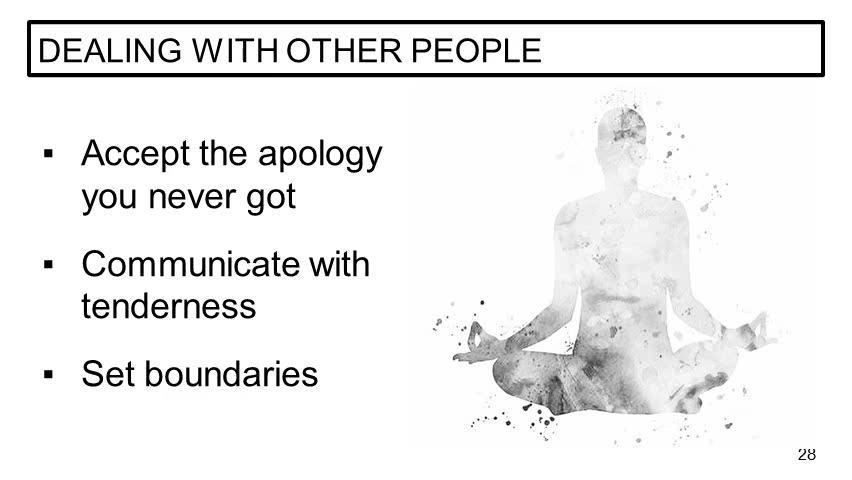 DEALING WITH OTHER PEOPLE
▪ Accept the apology
you never got
▪ Communicate with
tenderness
▪ Set boundaries
28